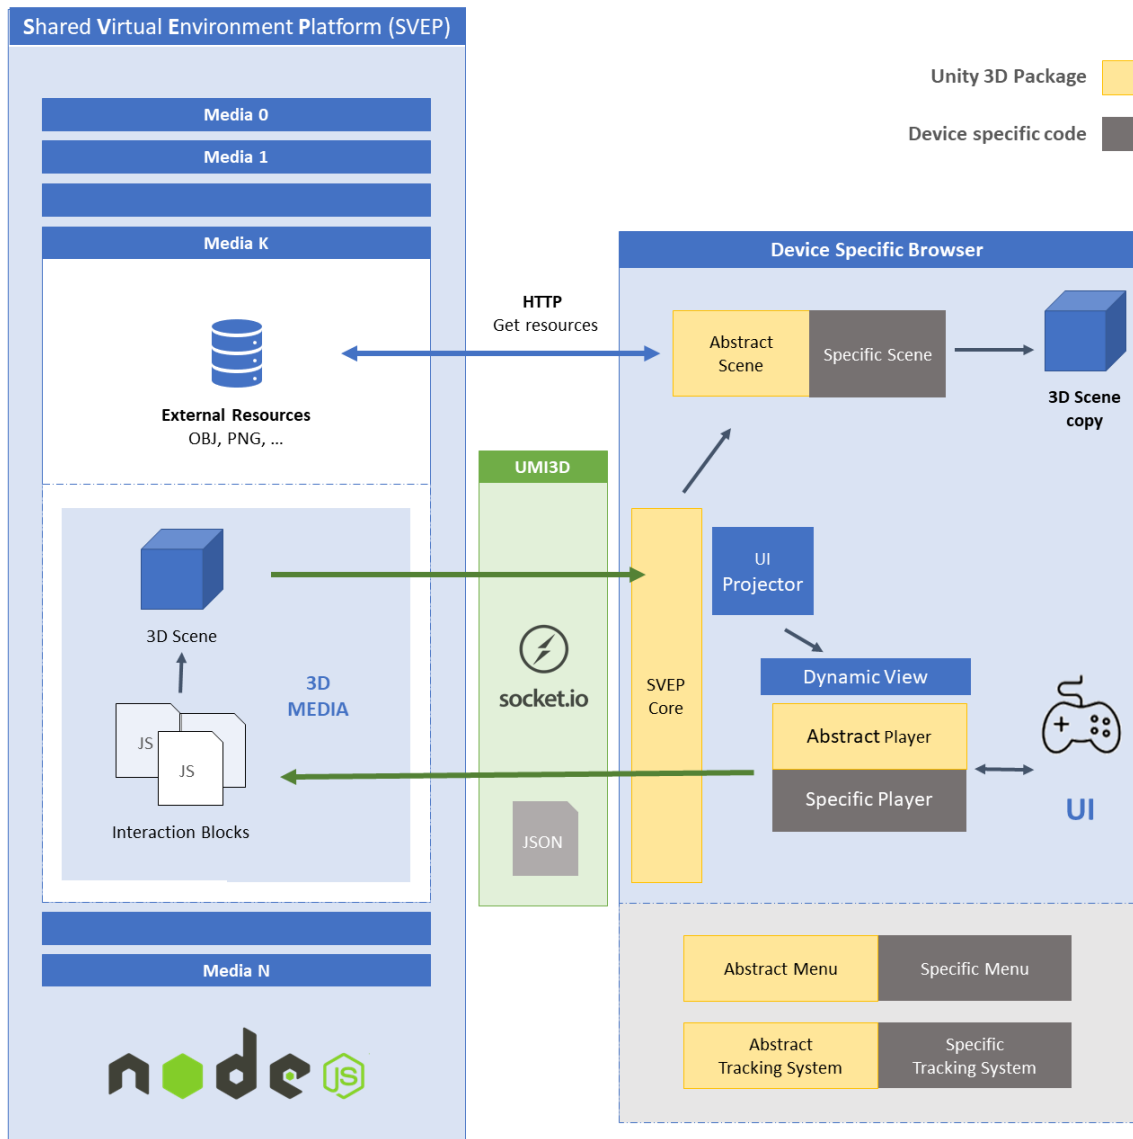 Shared Virtual Environment Platform (SVEP)
Unity 3D Package
Device specific code
Media 0
Media 1
Media K
External Resources
OBJ, PNG, ...
3D Scene
3D
MEDIA
JS
JS
Interaction Blocks
Media N
node
JS
HTTP
Get resources
UMI3D
socket.io
JSON
Device Specific Browser
Abstract
Scene
Specific Scene
3D Scene
copy
SVEP
Core
UI
Projector
Dynamic View
Abstract Player
Specific Player
UI
Abstract Menu
Specific Menu
Abstract
Tracking System
Specific
Tracking System